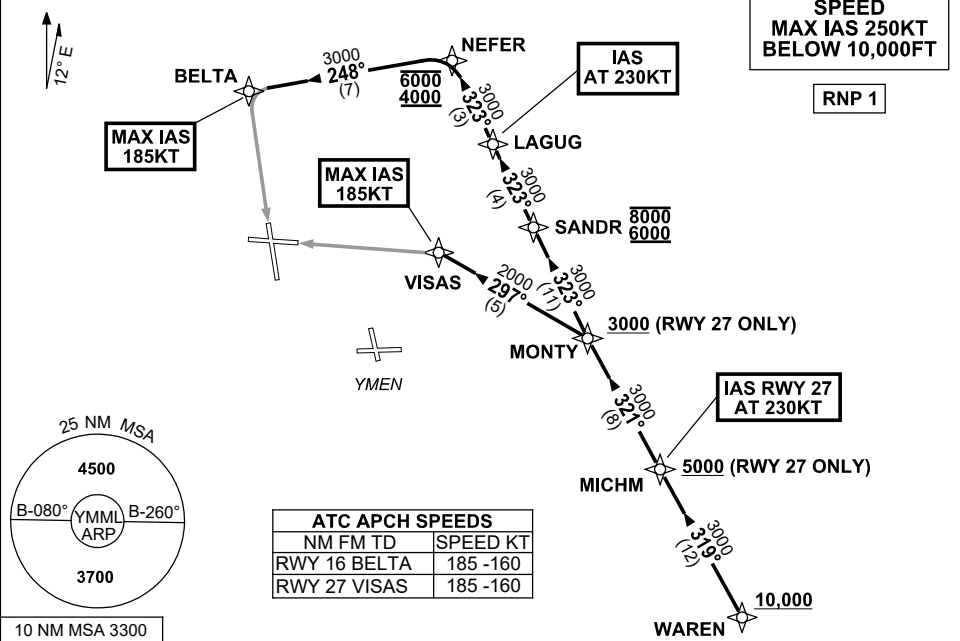 SPEED
MAX IAS 250KT
BELOW 10,000FT
RNP 1
12° E
NEFER
BELTA
3000
248°
(7)
6000
4000
IAS
AT 230KT
3000
323°
(3)
LAGUG
MAX IAS
185KT
MAX IAS
185KT
3000
323°
(4)
SANDR
8000
6000
VISAS
2000
297°
(5)
3000
323°
(11)
3000 (RWY 27 ONLY)
MONTY
YMEN
3000
321°
(8)
IAS RWY 27
AT 230KT
5000 (RWY 27 ONLY)
MICHM
25 NM MSA
4500
B-080°
YMML
ARP
B-260°
3700
10 NM MSA 3300
ATC APCH SPEEDS
NM FM TD SPEED KT
RWY 16 BELTA 185 -160
RWY 27 VISAS 185 -160
3000
319°
(12)
10,000
WAREN